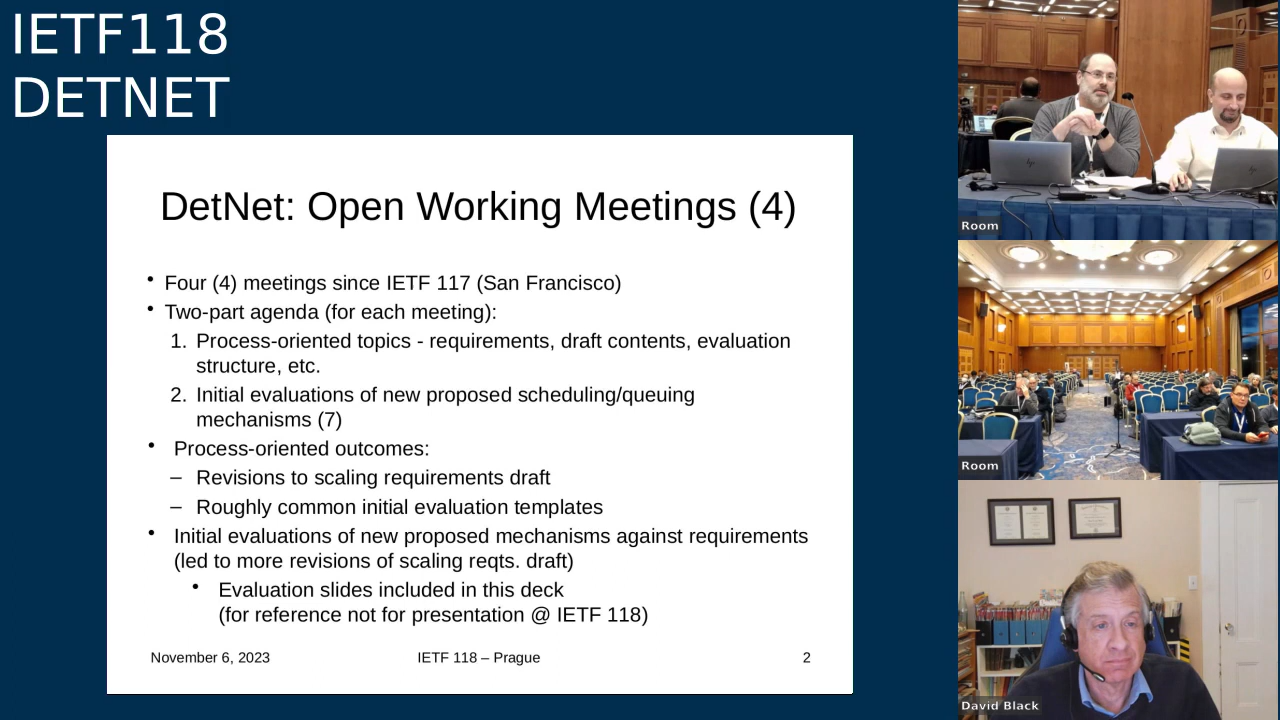 IETF118
DETNET
DetNet: Open Working Meetings (4)
• Four (4) meetings since IETF 117 (San Francisco)
• Two-part agenda (for each meeting):
1. Process-oriented topics - requirements, draft contents, evaluation
structure, etc.
2. Initial evaluations of new proposed scheduling/queuing
mechanisms (7)
• Process-oriented outcomes:
– Revisions to scaling requirements draft
– Roughly common initial evaluation templates
• Initial evaluations of new proposed mechanisms against requirements
(led to more revisions of scaling reqts. draft)
• Evaluation slides included in this deck
(for reference not for presentation @ IETF 118)
November 6, 2023
IETF 118 – Prague
2
Room
Room
David Black